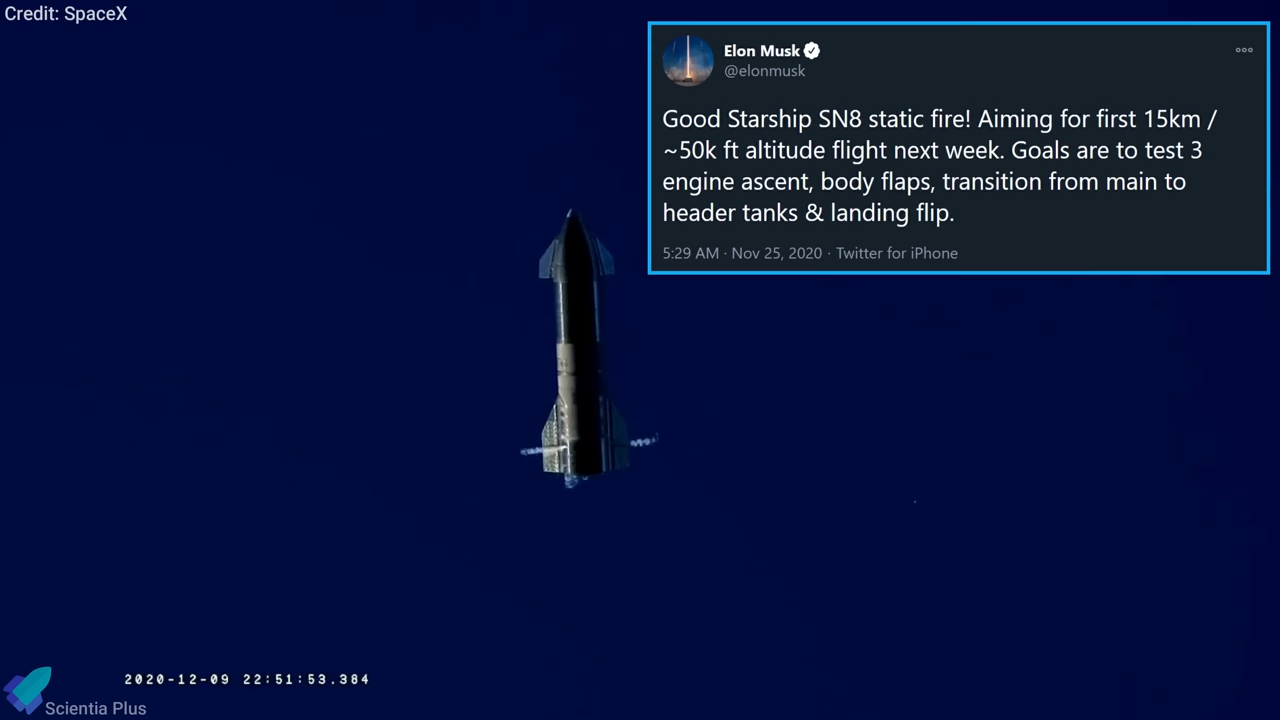 Credit: SpaceX
Elon Musk
@elonmusk
Good Starship SN8 static fire! Aiming for first 15km /
~50k ft altitude flight next week. Goals are to test 3
engine ascent, body flaps, transition from main to
header tanks & landing flip.
5:29 AM · Nov 25, 2020 · Twitter for iPhone
2020-12-09 22:51:53.384
Scientia Plus